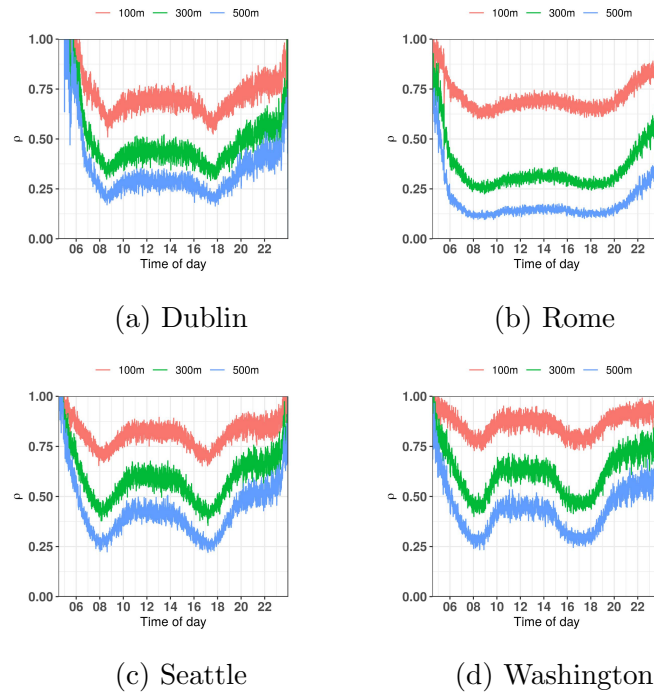 100m 300m 500m
1.00
0.75
ρ
0.50
0.25
0.00
06 08 10 12 14 16 18 20 22
Time of day
(a) Dublin
100m 300m 500m
1.00
0.75
ρ
0.50
0.25
0.00
06 08 10 12 14 16 18 20 22
Time of day
(b) Rome
100m 300m 500m
1.00
0.75
ρ
0.50
0.25
0.00
06 08 10 12 14 16 18 20 22
Time of day
(c) Seattle
100m 300m 500m
1.00
0.75
ρ
0.50
0.25
0.00
06 08 10 12 14 16 18 20 22
Time of day
(d) Washington